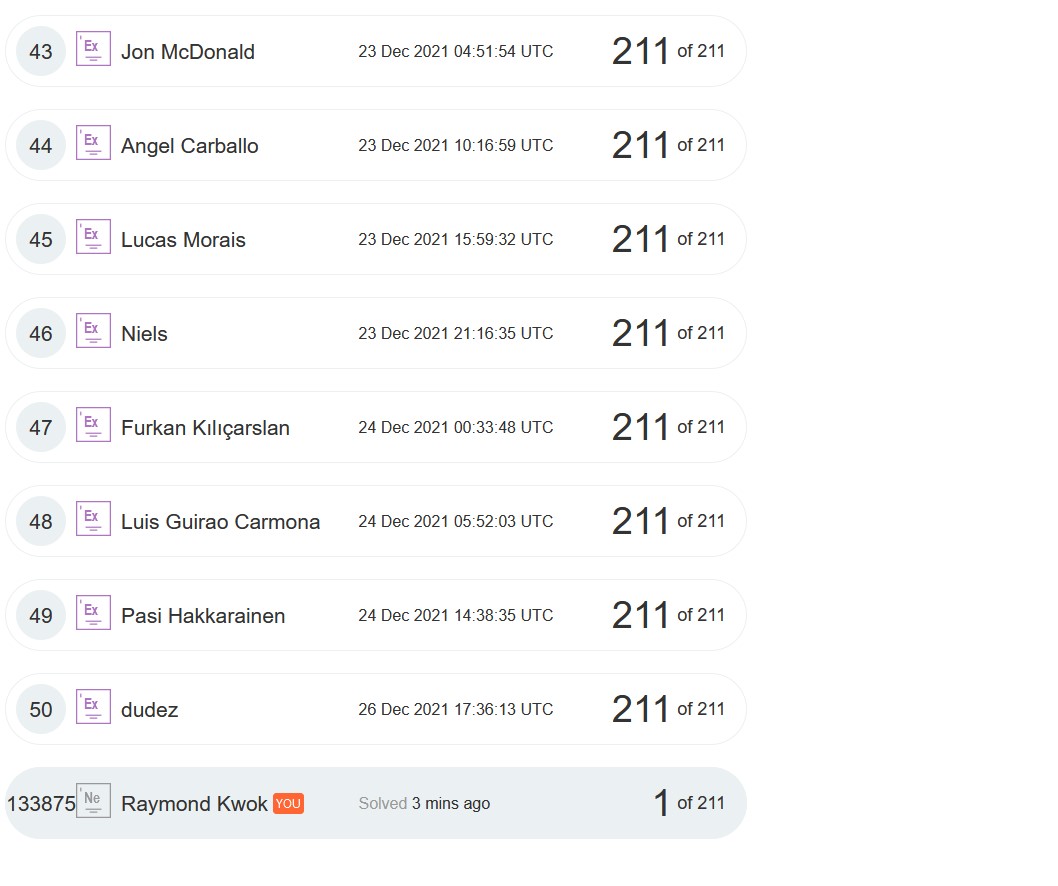 43 Ex Jon McDonald 23 Dec 2021 04:51:54 UTC 211 of 211
44 Ex Angel Carballo 23 Dec 2021 10:16:59 UTC 211 of 211
45 Ex Lucas Morais 23 Dec 2021 15:59:32 UTC 211 of 211
46 Ex Niels 23 Dec 2021 21:16:35 UTC 211 of 211
47 Ex Furkan Kılıçarslan 24 Dec 2021 00:33:48 UTC 211 of 211
48 Ex Luis Guirao Carmona 24 Dec 2021 05:52:03 UTC 211 of 211
49 Ex Pasi Hakkarainen 24 Dec 2021 14:38:35 UTC 211 of 211
50 Ex dudez 26 Dec 2021 17:36:13 UTC 211 of 211
133875 Ne Raymond Kwok YOU Solved 3 mins ago 1 of 211